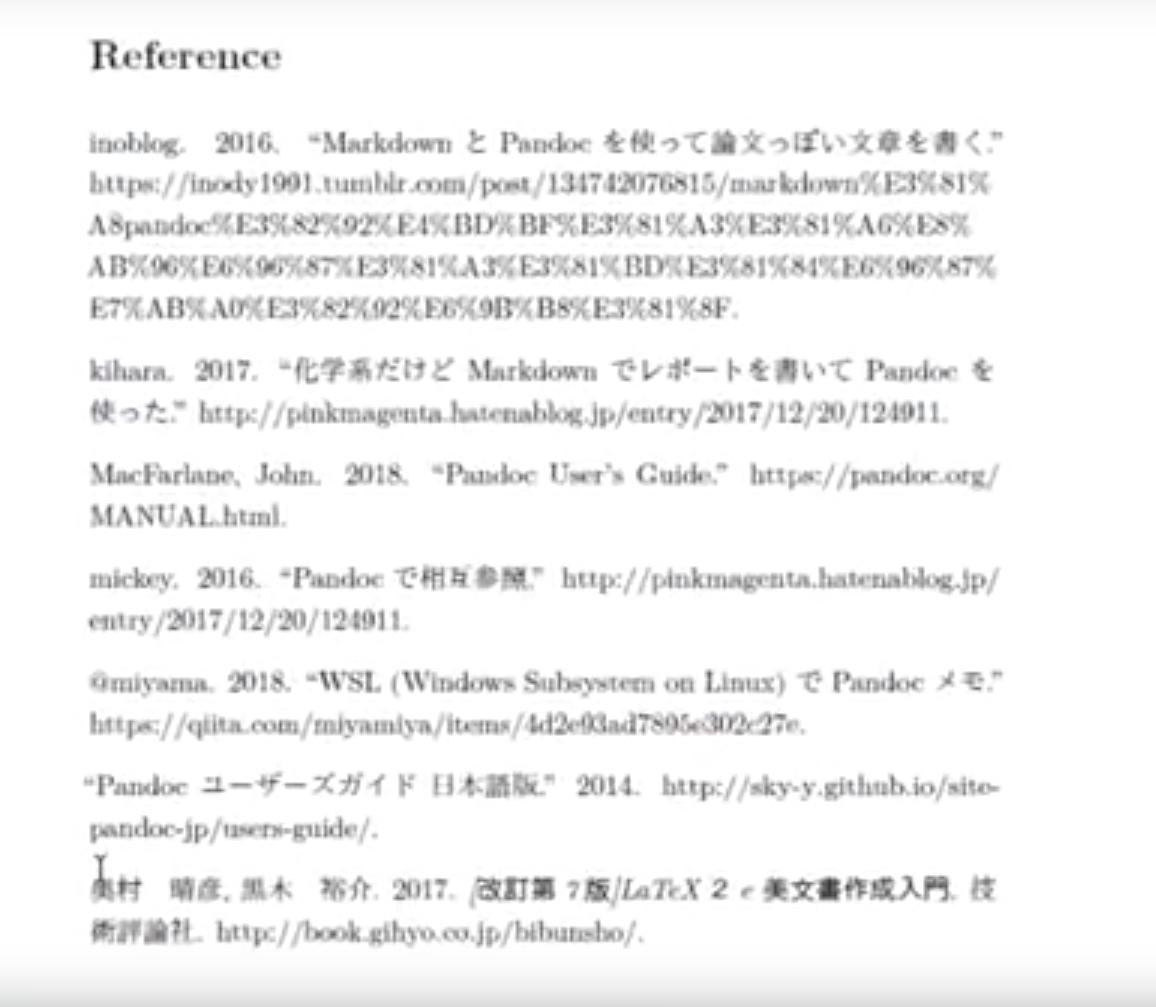 Reference
inoblog. 2016. “Markdown と Pandoc を使って論文っぽい文章を書く.”
https://inody1991.tumblr.com/post/134742076815/markdown%E3%81%
A8pandoc%E3%82%92%E4%BD%BF%E3%81%A3%E3%81%A6%E8%
AB%96%E6%96%87%E3%81%A3%E3%81%BD%E3%81%84%E6%96%87%
E7%AB%A0%E3%82%92%E6%9B%B8%E3%81%8F.
kihara. 2017. “化学系だけど Markdown でレポートを書いて Pandoc を
使った.” http://pinkmagenta.hatenablog.jp/entry/2017/12/20/124911.
MacFarlane, John. 2018. “Pandoc User’s Guide.” https://pandoc.org/
MANUAL.html.
mickey. 2016. “Pandoc で相互参照.” http://pinkmagenta.hatenablog.jp/
entry/2017/12/20/124911.
@miyama. 2018. “WSL (Windows Subsystem on Linux) で Pandoc メモ.”
https://qiita.com/miyamiya/items/4d2e93ad7895e302c27e.
“Pandoc ユーザーズガイド 日本語版.” 2014. http://sky-y.github.io/site-
pandoc-jp/users-guide/.
奥村　晴彦, 黒木　裕介. 2017. [改訂第 7 版]LaTeX 2 e 美文書作成入門. 技
術評論社. http://book.gihyo.co.jp/bibunsho/.